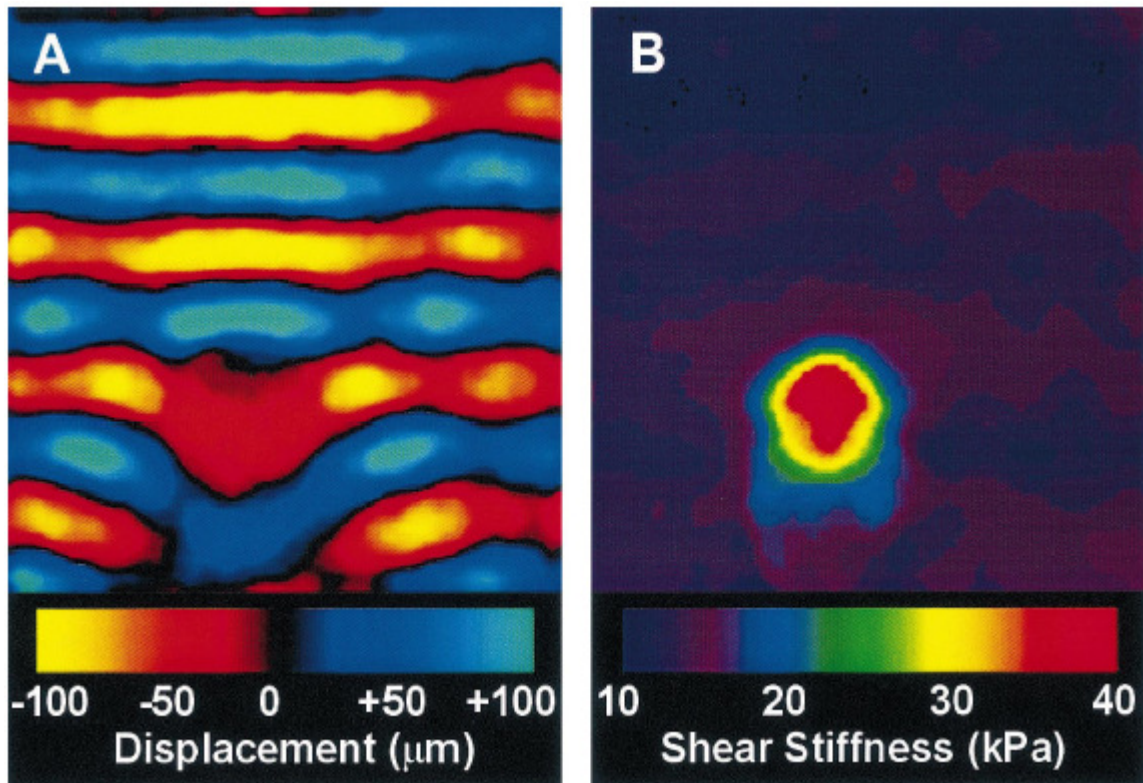 A
B
-100 -50 0 +50 +100
Displacement (μm)
10 20 30 40
Shear Stiffness (kPa)